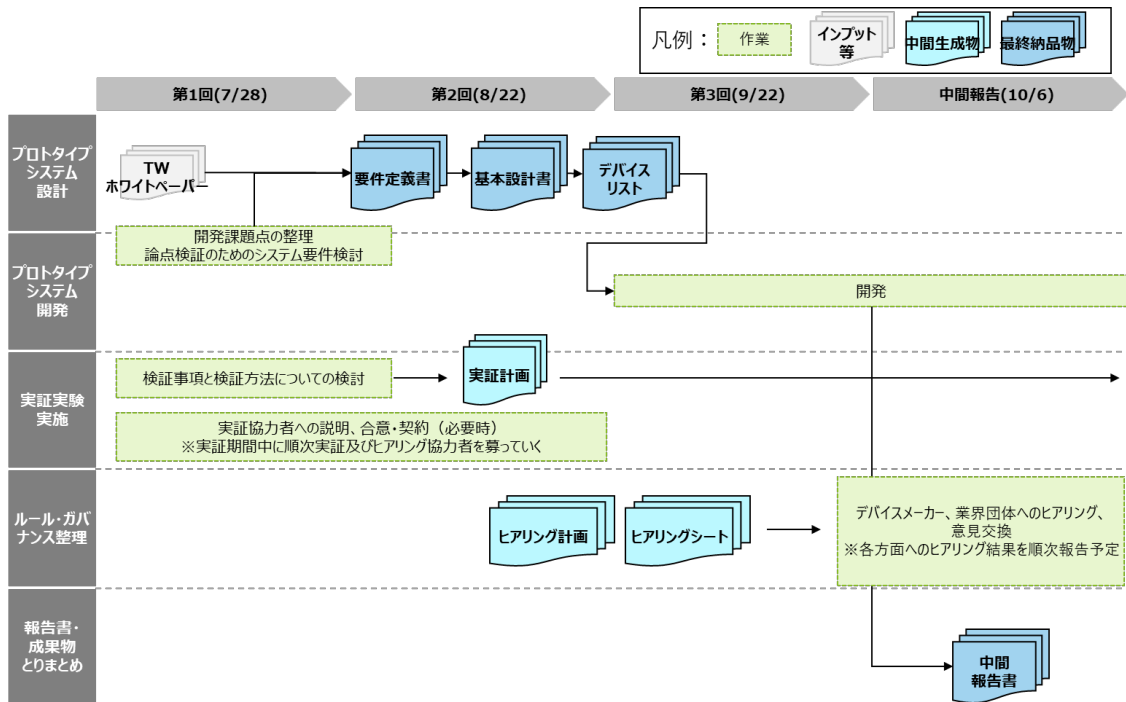 凡例：
作業
インプット
等
中間生成物
最終納品物
第1回(7/28)
第2回(8/22)
第3回(9/22)
中間報告(10/6)
プロトタイプ
システム
設計
TW
ホワイトペーパー
要件定義書
基本設計書
デバイス
リスト
開発課題点の整理
論点検証のためのシステム要件検討
プロトタイプ
システム
開発
開発
実証実験
実施
検証事項と検証方法についての検討
実証計画
実証協力者への説明、合意・契約（必要時）
※実証期間中に順次実証及びヒアリング協力者を募っていく
ルール・ガバ
ナンス整理
ヒアリング計画
ヒアリングシート
デバイスメーカー、業界団体へのヒアリング、
意見交換
※各方面へのヒアリング結果を順次報告予定
報告書・
成果物
とりまとめ
中間
報告書